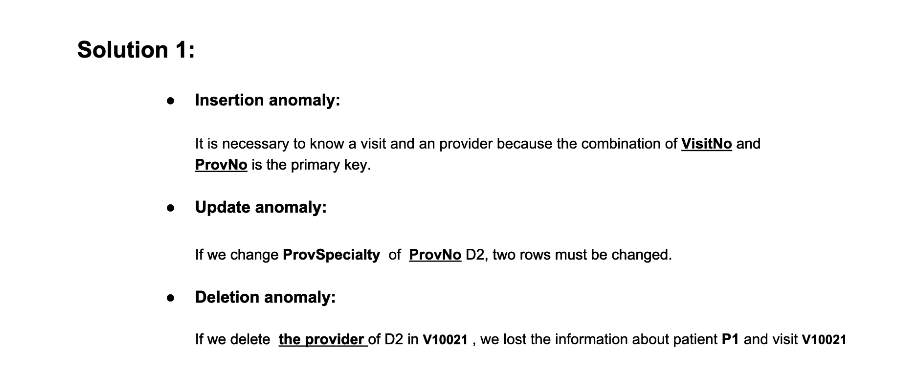 Solution 1:
● Insertion anomaly:
It is necessary to know a visit and an provider because the combination of VisitNo and
ProvNo is the primary key.
● Update anomaly:
If we change ProvSpecialty of ProvNo D2, two rows must be changed.
● Deletion anomaly:
If we delete the provider of D2 in V10021 , we lost the information about patient P1 and visit V10021